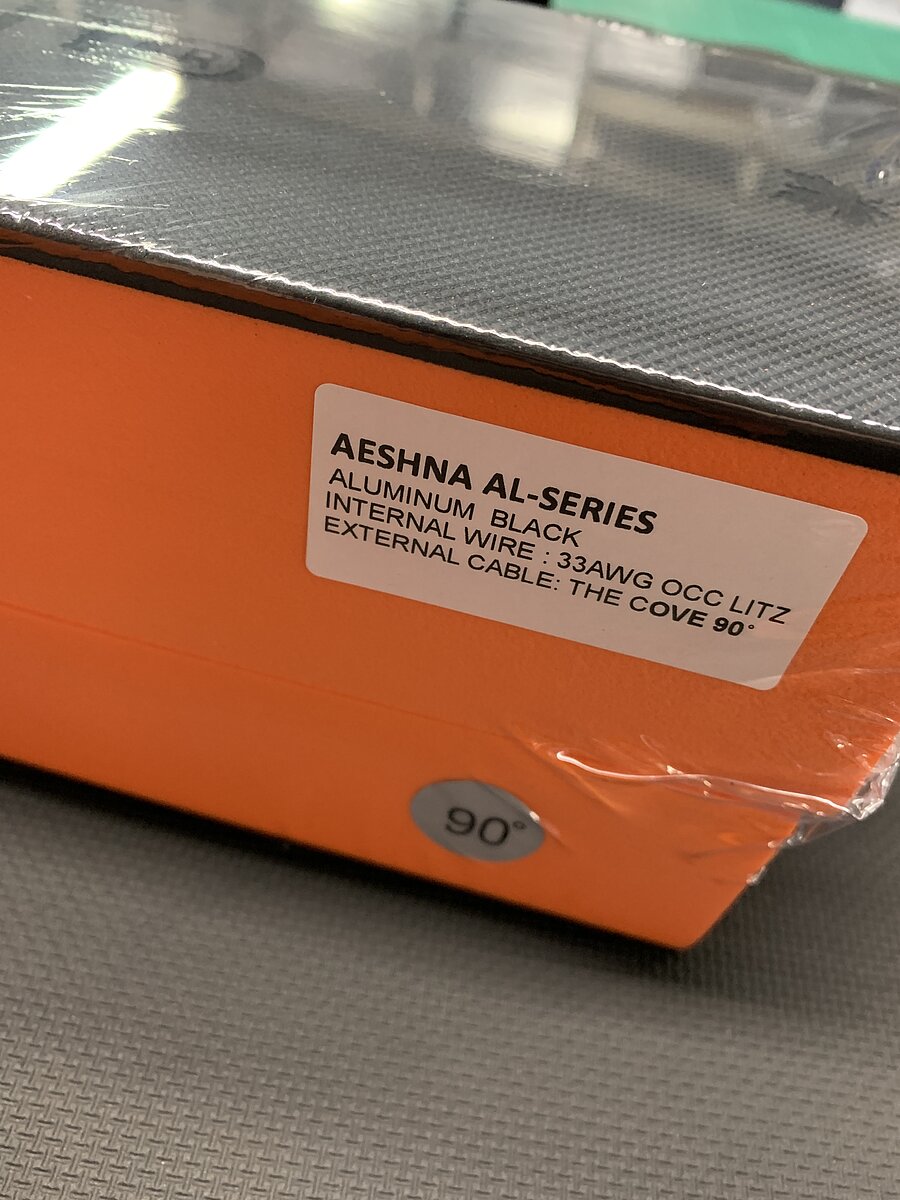 AESHNA AL-SERIES
ALUMINUM BLACK
INTERNAL WIRE : 33AWG OCC LITZ
EXTERNAL CABLE: THE COVE 90°
90°